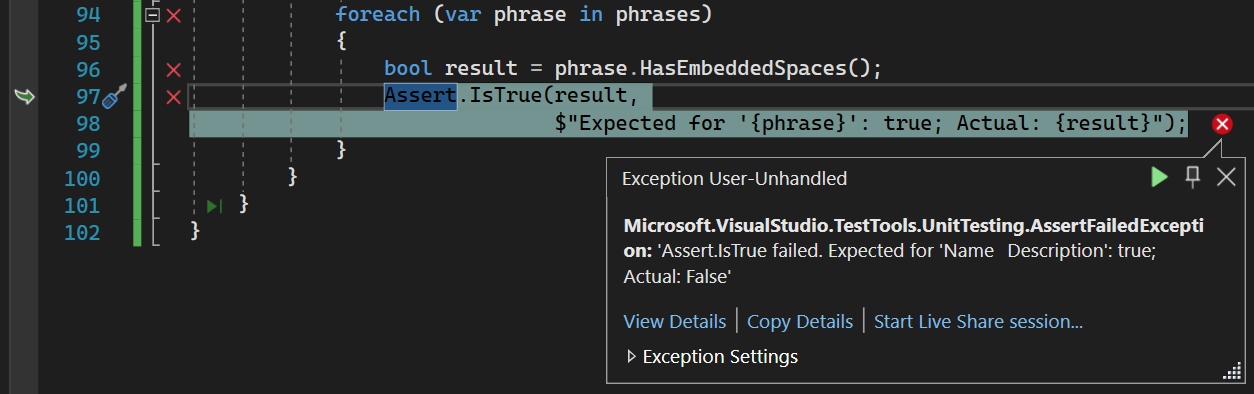 94 foreach (var phrase in phrases)
95 {
96 bool result = phrase.HasEmbeddedSpaces();
97 Assert.IsTrue(result,
98 $"Expected for '{phrase}': true; Actual: {result}");
99 }
100 }
101 }
102 }
Exception User-Unhandled
Microsoft.VisualStudio.TestTools.UnitTesting.AssertFailedExcepti
on: 'Assert.IsTrue failed. Expected for 'Name   Description': true;
Actual: False'
View Details | Copy Details | Start Live Share session...
Exception Settings